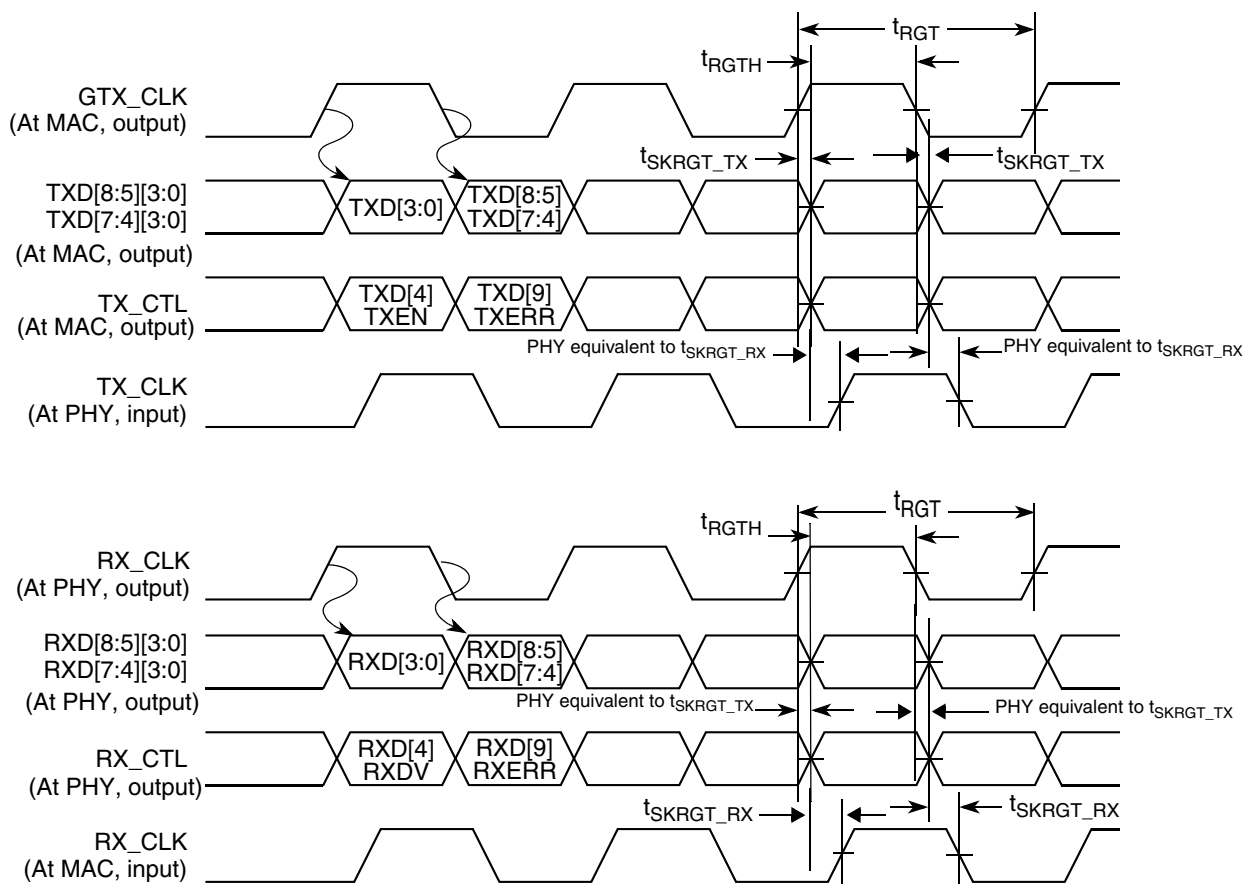 tRGT
tRGTH
GTX_CLK
(At MAC, output)
tSKRGT_TX
tSKRGT_TX
TXD[8:5][3:0]
TXD[7:4][3:0]
(At MAC, output)
TXD[3:0]
TXD[8:5]
TXD[7:4]
TX_CTL
(At MAC, output)
TXD[4]
TXEN
TXD[9]
TXERR
PHY equivalent to tSKRGT_RX
PHY equivalent to tSKRGT_RX
TX_CLK
(At PHY, input)
tRGT
tRGTH
RX_CLK
(At PHY, output)
RXD[8:5][3:0]
RXD[7:4][3:0]
(At PHY, output)
RXD[3:0]
RXD[8:5]
RXD[7:4]
PHY equivalent to tSKRGT_TX
PHY equivalent to tSKRGT_TX
RX_CTL
(At PHY, output)
RXD[4]
RXDV
RXD[9]
RXERR
tSKRGT_RX
tSKRGT_RX
RX_CLK
(At MAC, input)